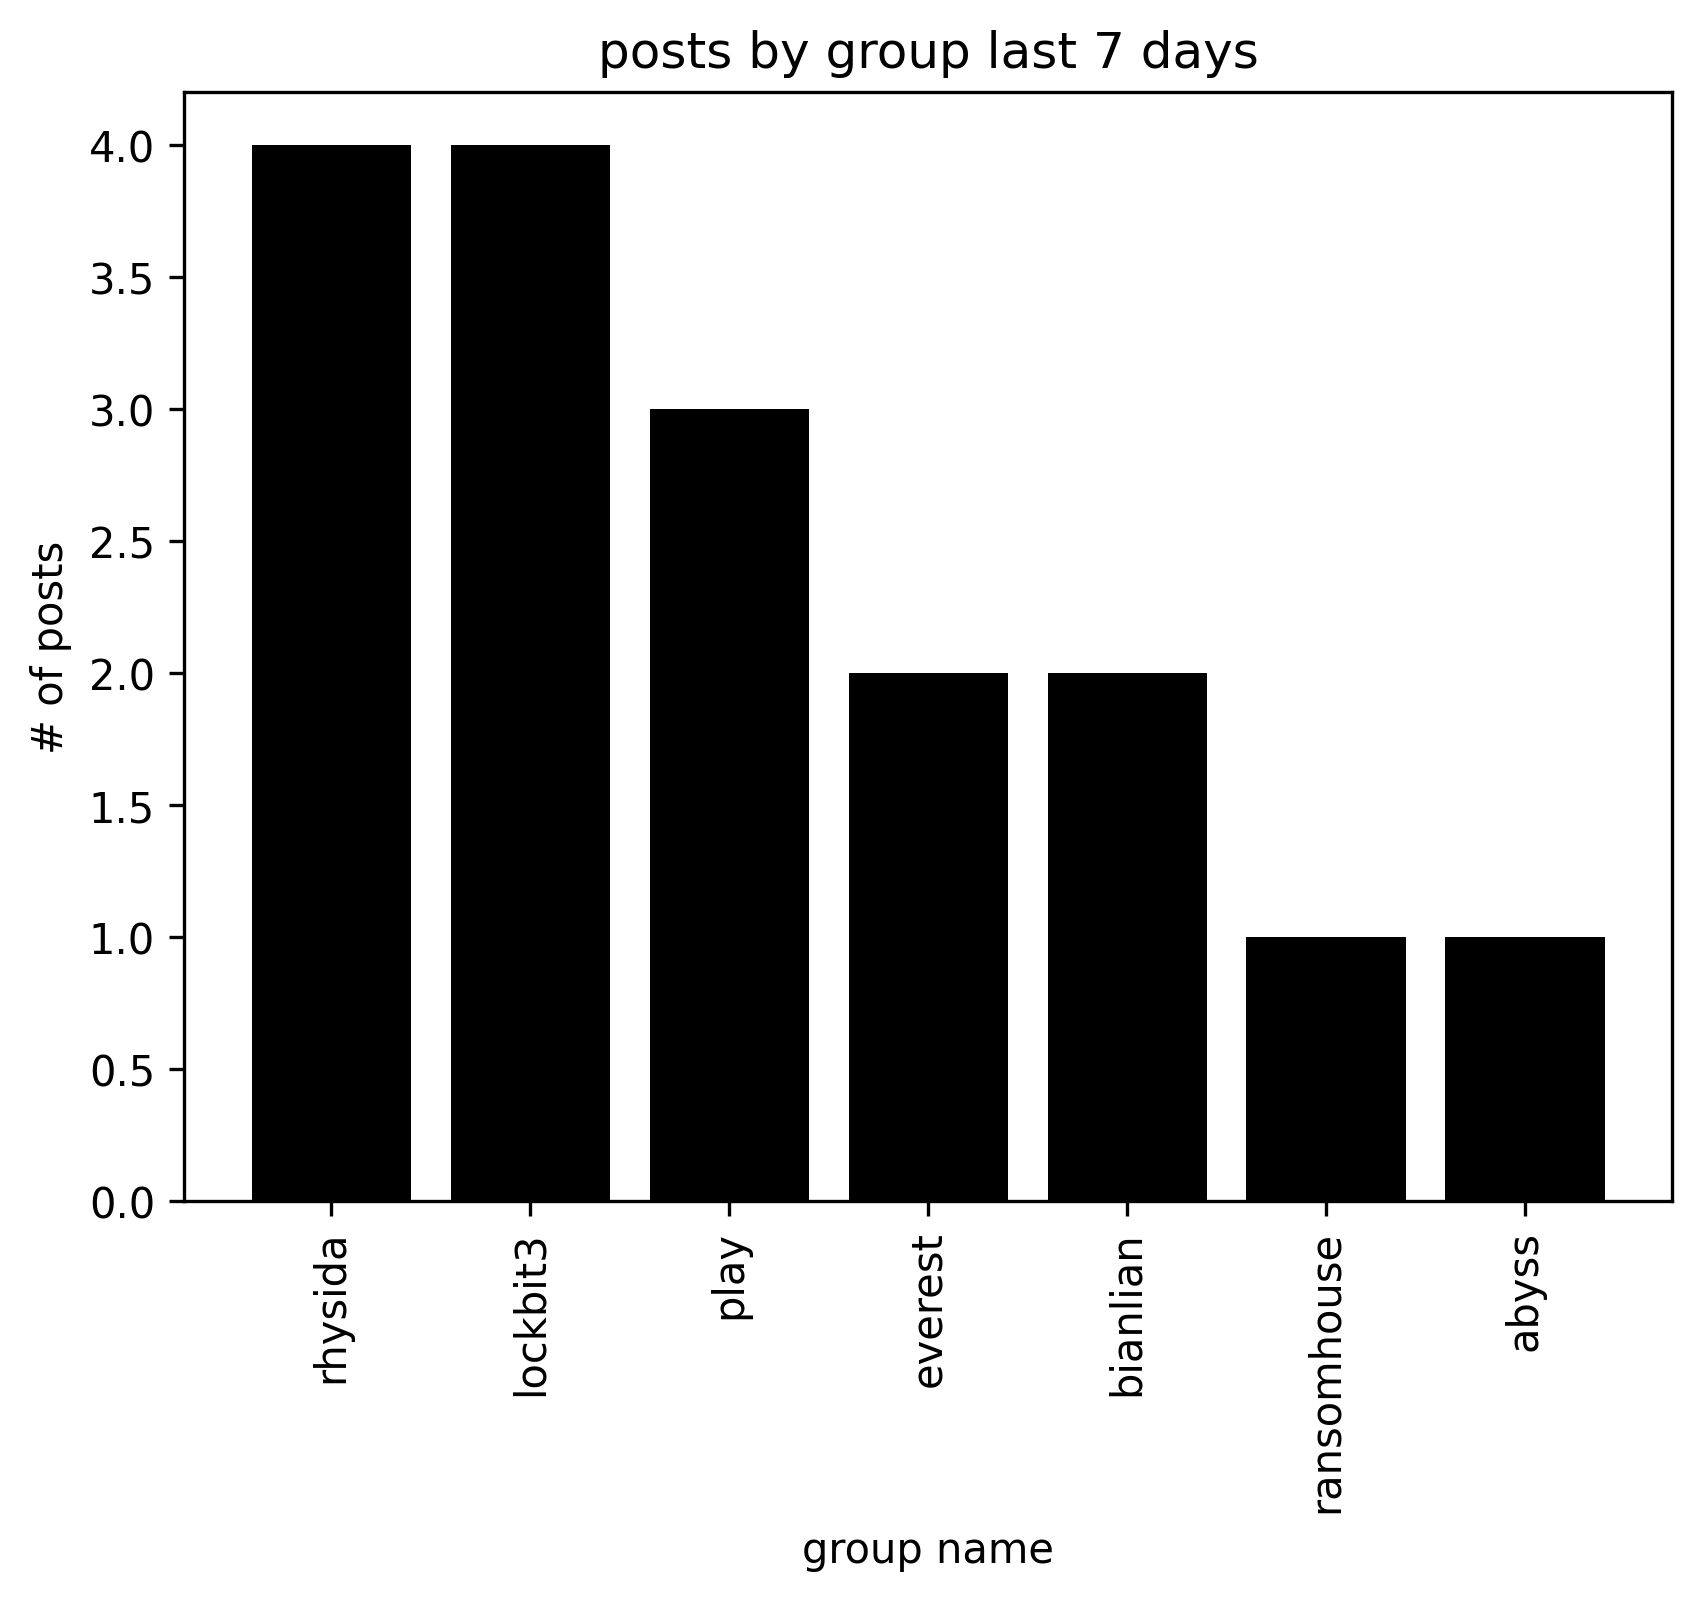 posts by group last 7 days
# of posts
4.0
3.5
3.0
2.5
2.0
1.5
1.0
0.5
0.0
rhysida
lockbit3
play
everest
bianlian
ransomhouse
abyss
group name